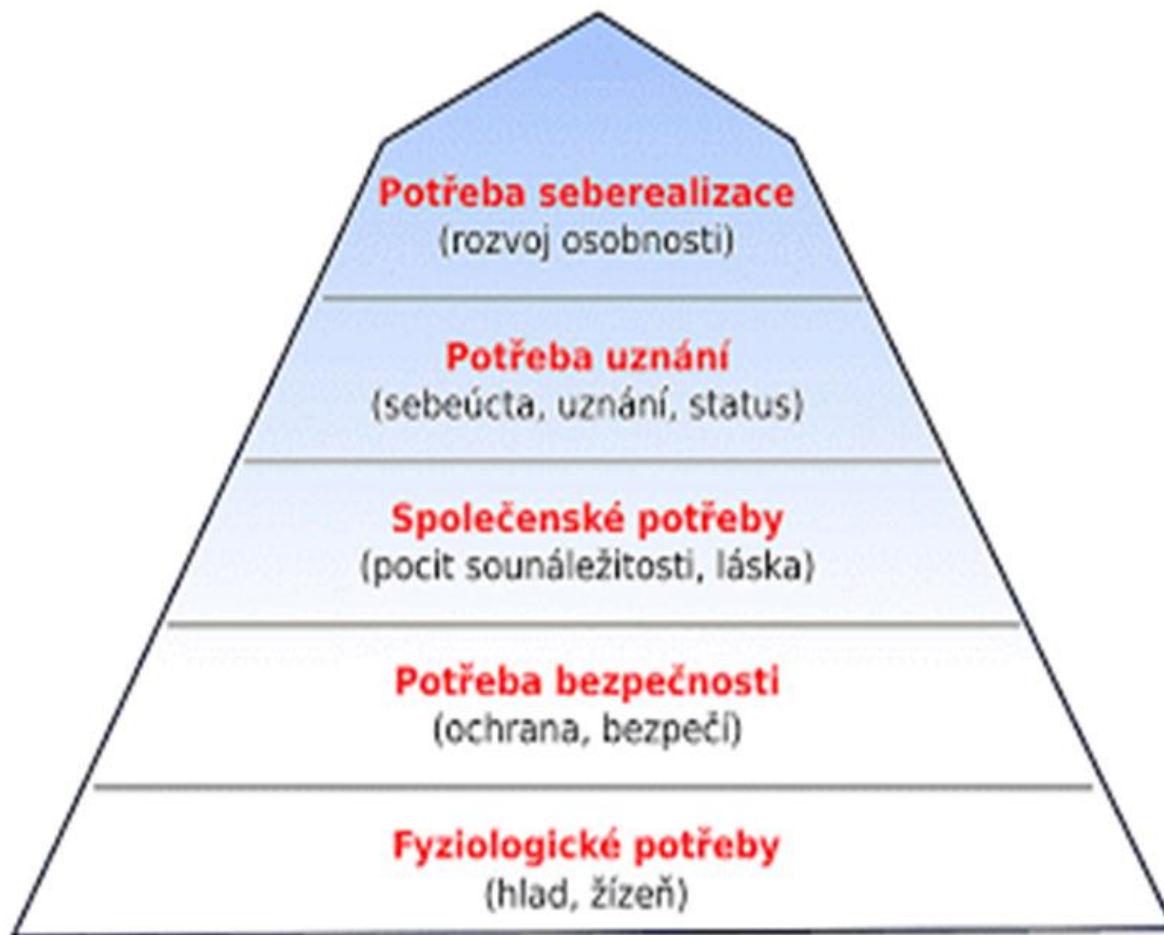 Potřeba seberealizace
(rozvoj osobnosti)
Potřeba uznání
(sebeúcta, uznání, status)
Společenské potřeby
(pocit sounáležitosti, láska)
Potřeba bezpečnosti
(ochrana, bezpečí)
Fyziologické potřeby
(hlad, žízeň)